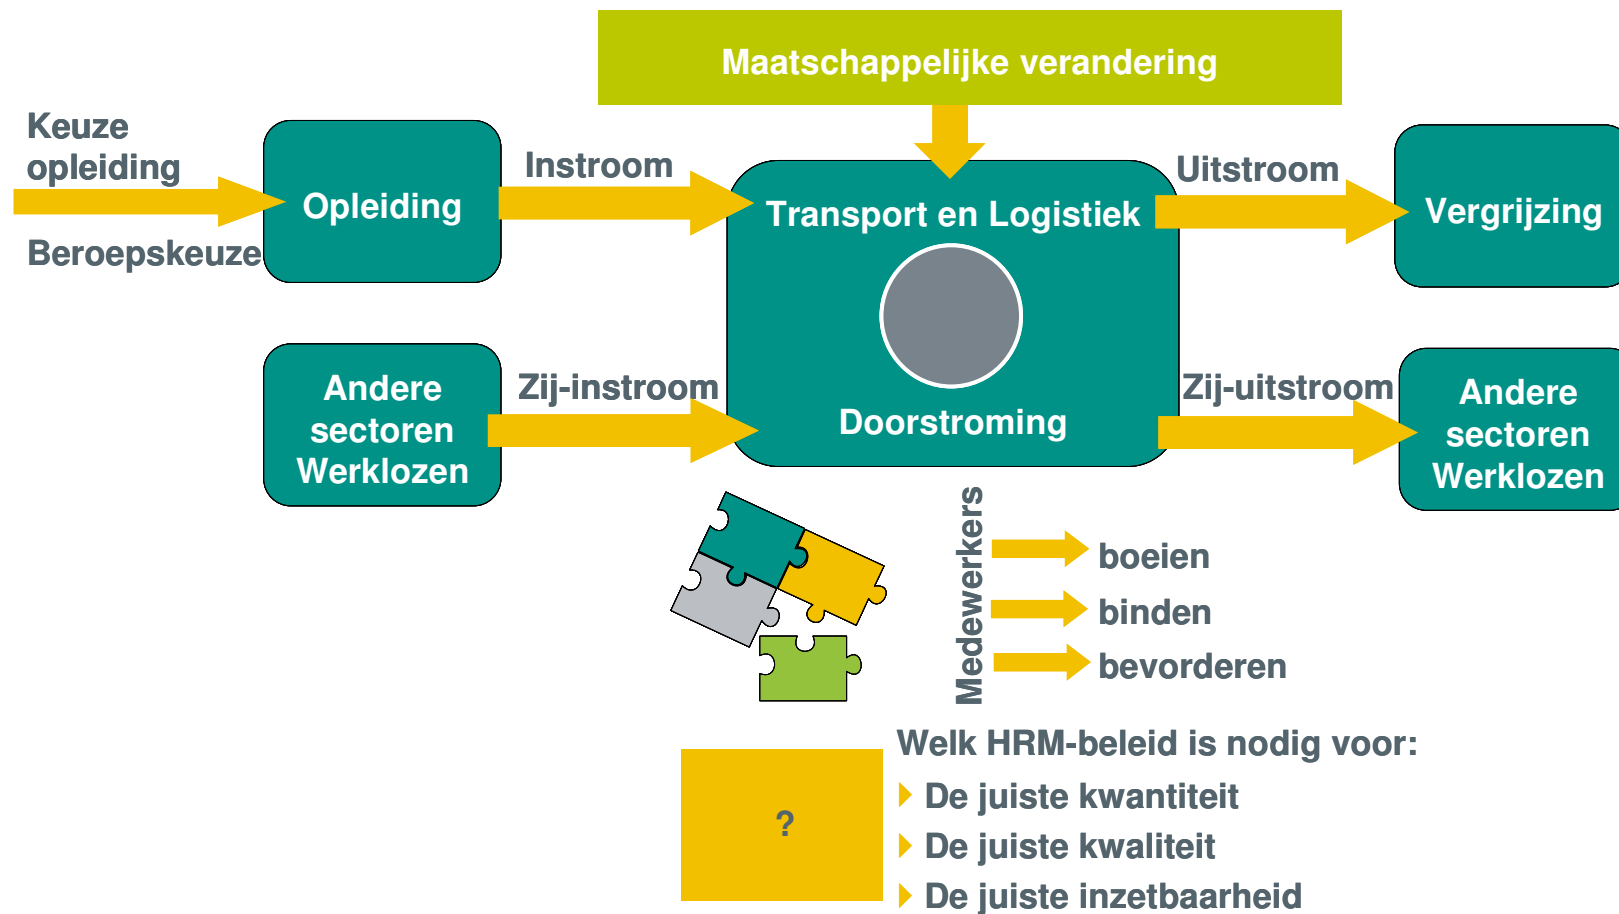 Maatschappelijke verandering
Keuze
opleiding
Beroepskeuze
Opleiding
Instroom
Transport en Logistiek
Doorstroming
Uitstroom
Vergrijzing
Andere
sectoren
Werklozen
Zij-instroom
Zij-uitstroom
Andere
sectoren
Werklozen
Medewerkers
boeien
binden
bevorderen
?
Welk HRM-beleid is nodig voor:
De juiste kwantiteit
De juiste kwaliteit
De juiste inzetbaarheid